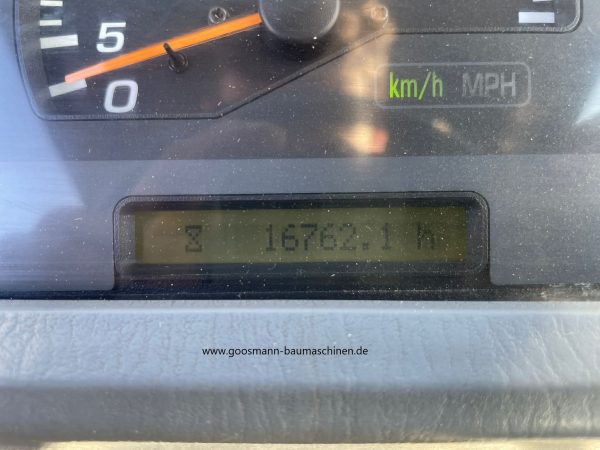 5
0
km/h MPH
16762.1 h
www.goosmann-baumaschinen.de